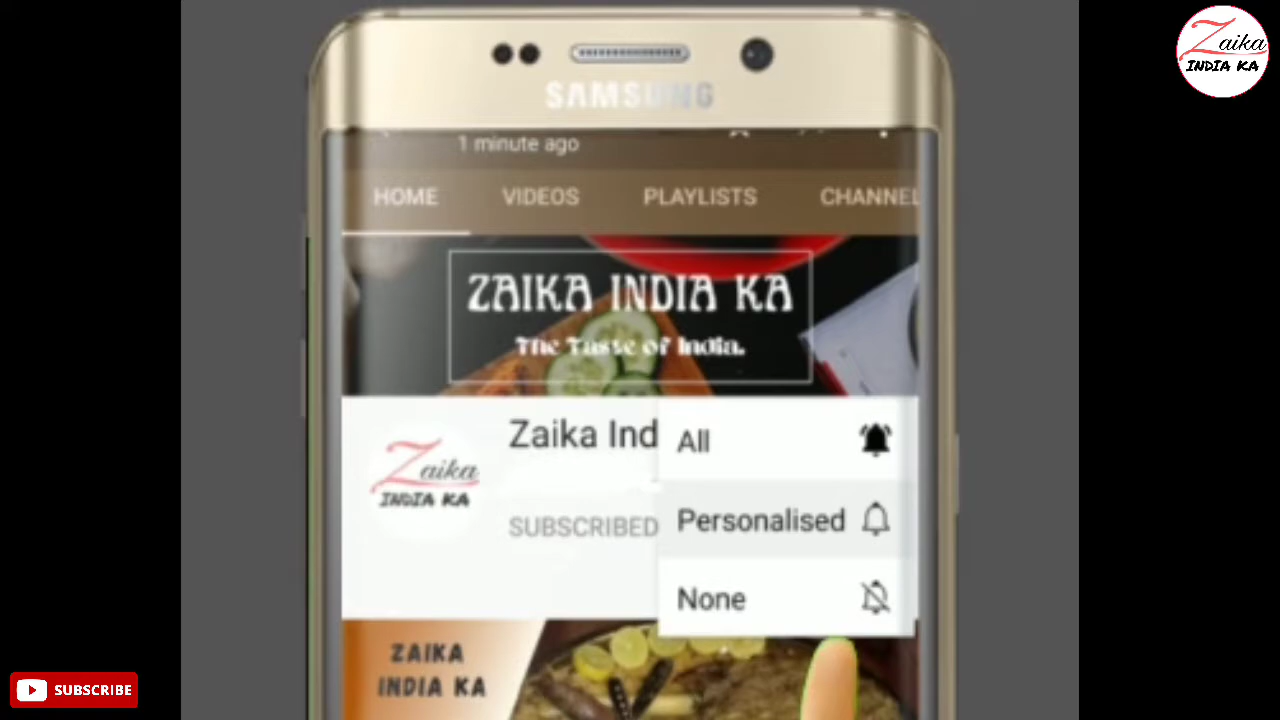 Zaika
INDIA KA
SAMSUNG
1 minute ago
HOME VIDEOS PLAYLISTS CHANNEL
ZAIKA INDIA KA
The Taste of India.
Zaika Ind
All
Zaika
INDIA KA
SUBSCRIBED
Personalised
None
ZAIKA
INDIA KA
SUBSCRIBE